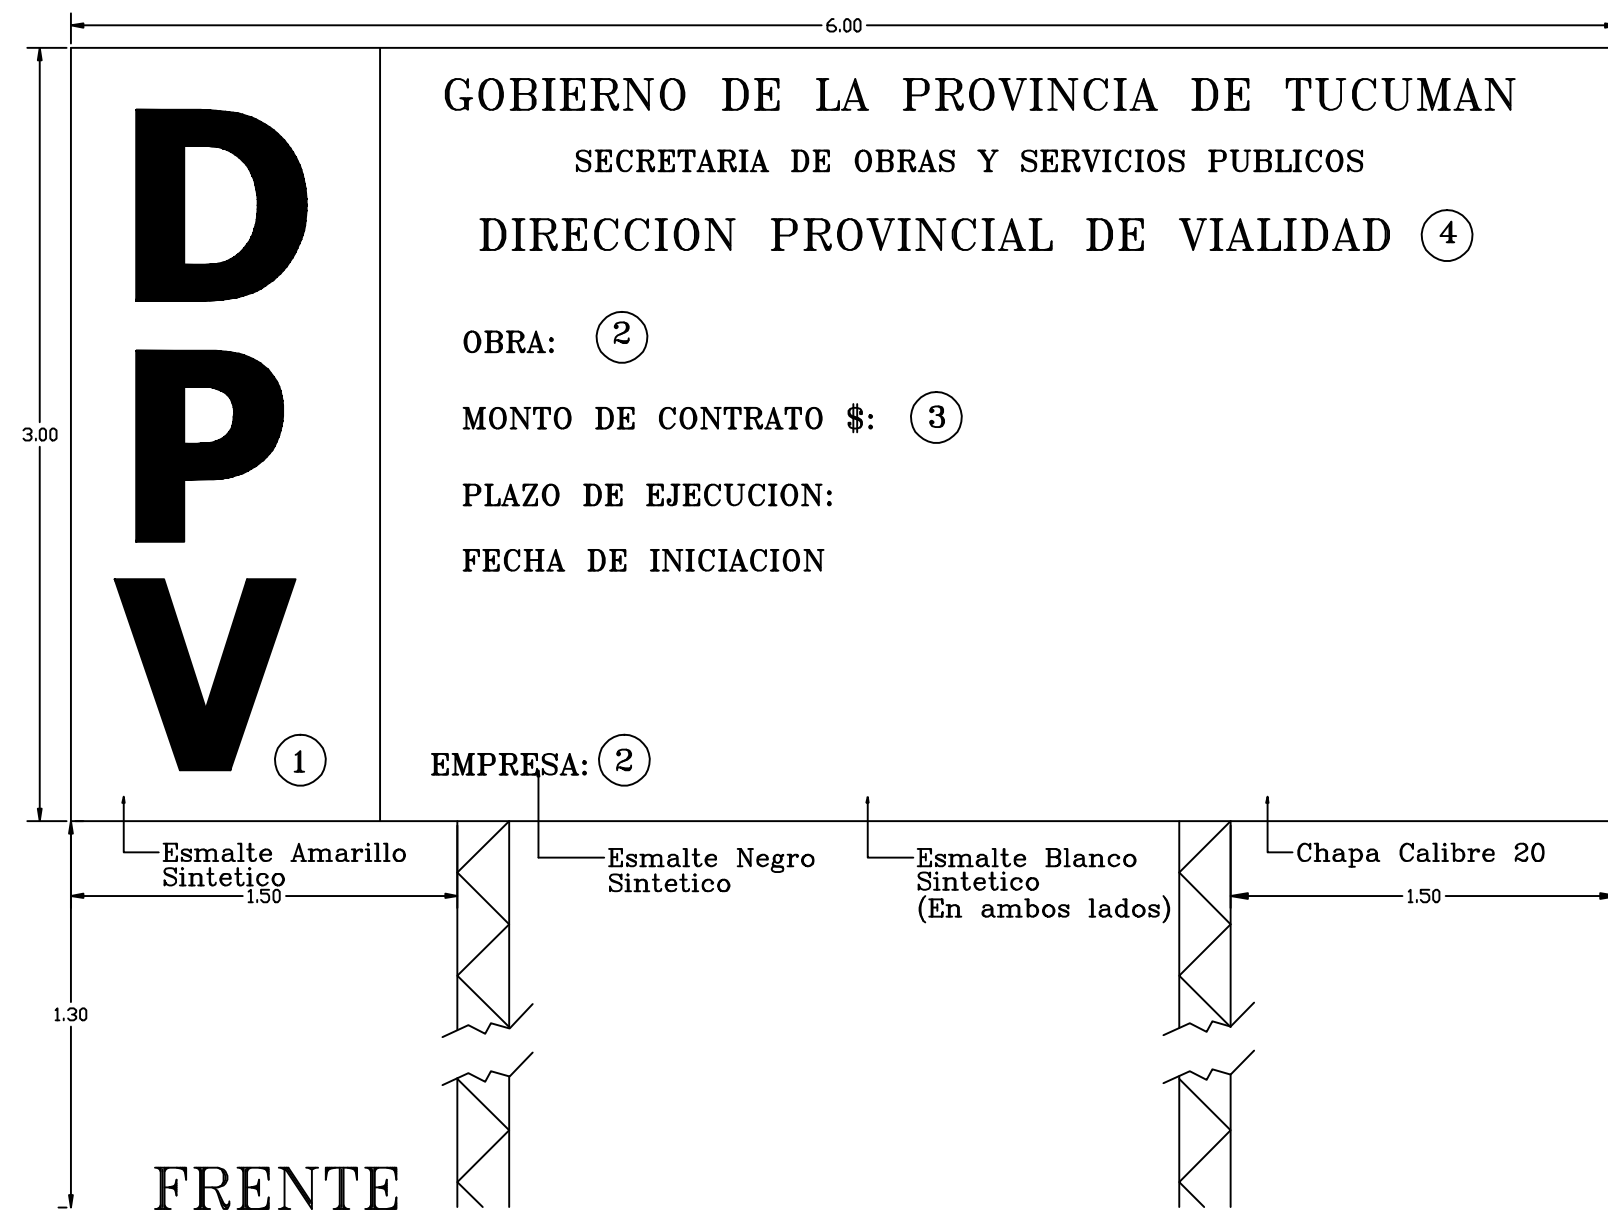 6.00
GOBIERNO DE LA PROVINCIA DE TUCUMAN
SECRETARIA DE OBRAS Y SERVICIOS PUBLICOS
DIRECCION PROVINCIAL DE VIALIDAD 4
D
P
V
1
3.00
OBRA: 2
MONTO DE CONTRATO $: 3
PLAZO DE EJECUCION:
FECHA DE INICIACION
EMPRESA: 2
Esmalte Amarillo
Sintetico
1.50
Esmalte Negro
Sintetico
Esmalte Blanco
Sintetico
(En ambos lados)
Chapa Calibre 20
1.50
1.30
FRENTE